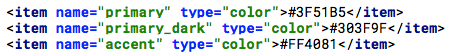 <item name="primary" type="color">#3F51B5</item>
<item name="primary_dark" type="color">#303F9F</item>
<item name="accent" type="color">#FF4081</item>